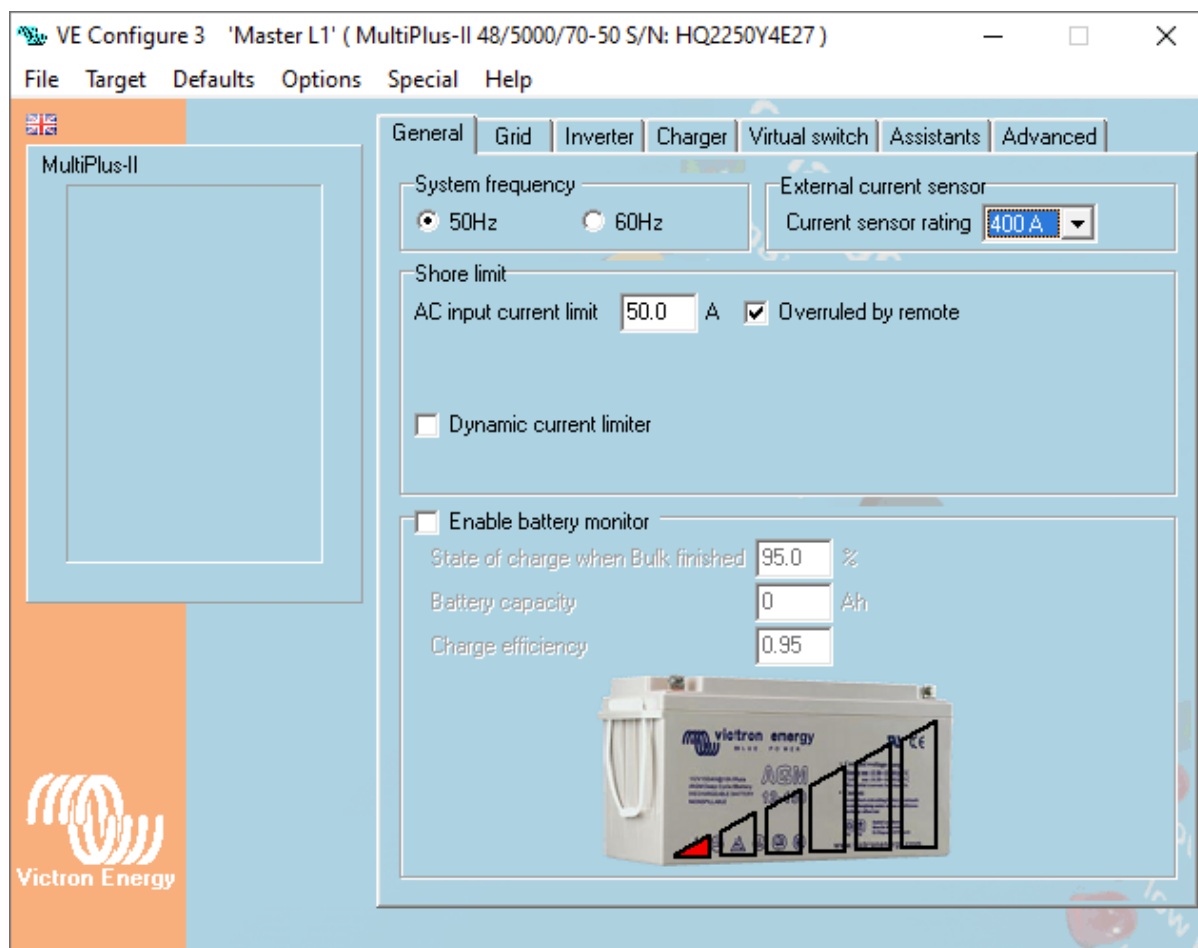 VE Configure 3 'Master L1' ( MultiPlus-II 48/5000/70-50 S/N: HQ2250Y4E27 )
File Target Defaults Options Special Help
MultiPlus-II
General Grid Inverter Charger Virtual switch Assistants Advanced
System frequency
50Hz 60Hz
External current sensor
Current sensor rating 400 A
Shore limit
AC input current limit 50.0 A Overruled by remote
Dynamic current limiter
Enable battery monitor
State of charge when Bulk finished 95.0 %
Battery capacity 0 Ah
Charge efficiency 0.95
victron energy
BLUE POWER
AGM
Victron Energy